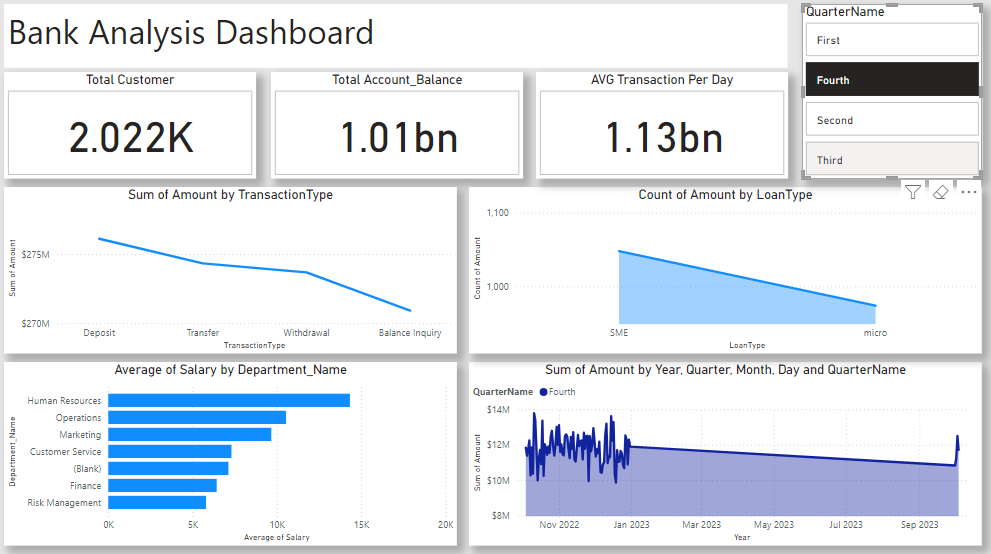 Bank Analysis Dashboard
QuarterName
First
Fourth
Second
Third
Total Customer
2.022K
Total Account_Balance
1.01bn
AVG Transaction Per Day
1.13bn
Sum of Amount by TransactionType
Sum of Amount
$275M
$270M
Deposit
Transfer
Withdrawal
Balance Inquiry
TransactionType
Count of Amount by LoanType
Count of Amount
1,100
1,000
SME
micro
LoanType
Average of Salary by Department_Name
Department_Name
Human Resources
Operations
Marketing
Customer Service
(Blank)
Finance
Risk Management
0K
5K
10K
15K
20K
Average of Salary
Sum of Amount by Year, Quarter, Month, Day and QuarterName
QuarterName
Fourth
Sum of Amount
$14M
$12M
$10M
$8M
Nov 2022
Jan 2023
Mar 2023
May 2023
Jul 2023
Sep 2023
Year